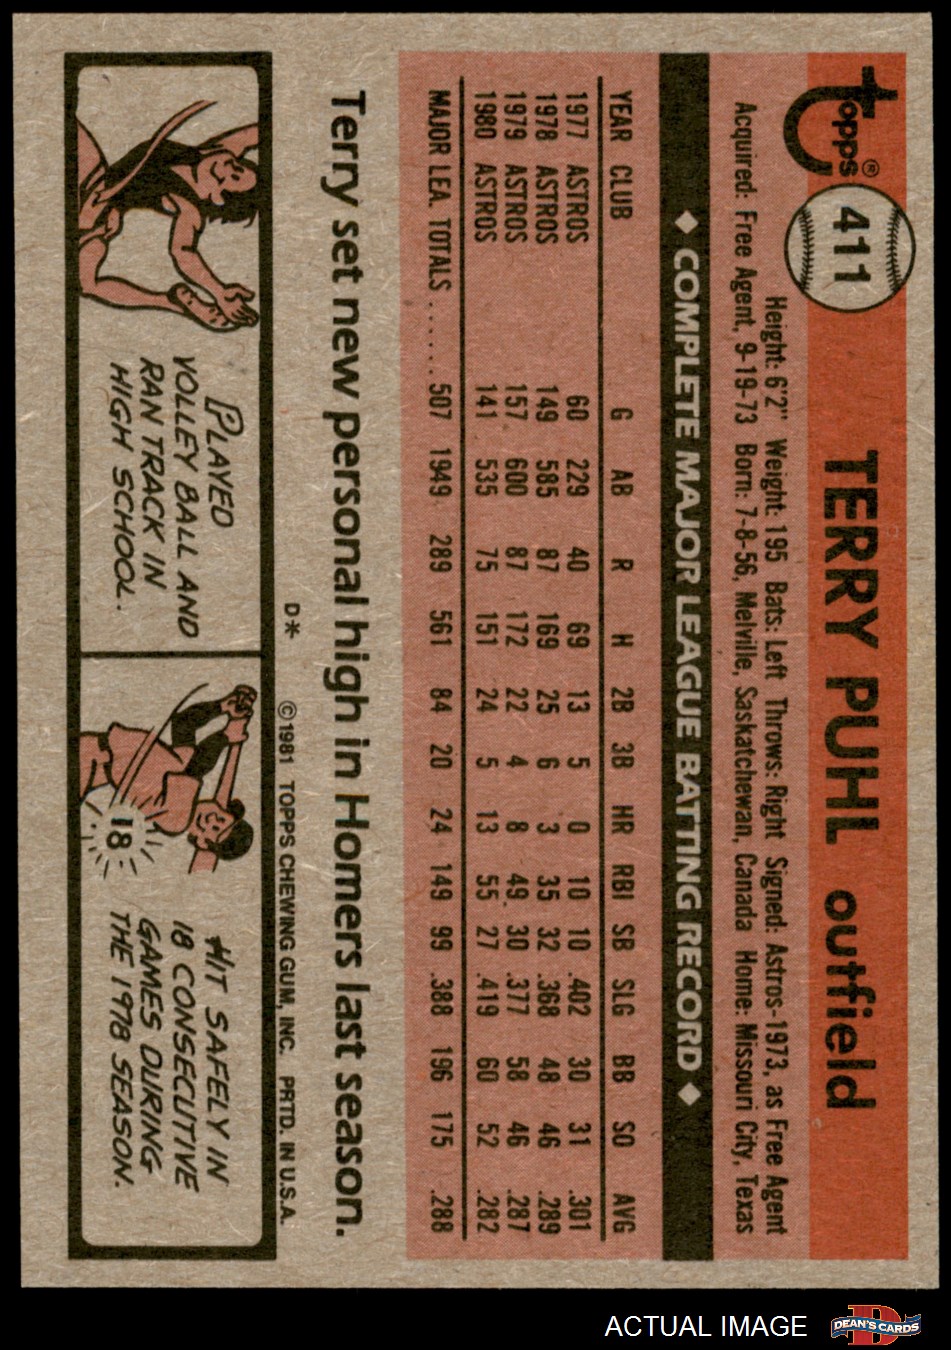 topps® 411 TERRY PUHL outfield
Height: 6'2" Weight: 195 Bats: Left Throws: Right Signed: Astros-1973, as Free Agent
Acquired: Free Agent, 9-19-73 Born: 7-8-56, Melville, Saskatchewan, Canada Home: Missouri City, Texas
◆ COMPLETE MAJOR LEAGUE BATTING RECORD ◆
YEAR CLUB G AB R H 2B 3B HR RBI SB SLG BB SO AVG
1977 ASTROS 60 229 40 69 13 5 0 10 10 .402 30 31 .301
1978 ASTROS 149 585 87 169 25 6 3 35 32 .368 48 46 .289
1979 ASTROS 157 600 87 172 22 4 8 49 30 .377 58 46 .287
1980 ASTROS 141 535 75 151 24 5 13 55 27 .419 60 52 .282
MAJOR LEA. TOTALS ...... 507 1949 289 561 84 20 24 149 99 .388 196 175 .288
Terry set new personal high in Homers last season.
D* ©1981 TOPPS CHEWING GUM, INC. PRTD. IN U.S.A.
PLAYED
VOLLEY BALL AND
RAN TRACK IN
HIGH SCHOOL.
18
HIT SAFELY IN
18 CONSECUTIVE
GAMES DURING
THE 1978 SEASON.
ACTUAL IMAGE
D
DEAN'S CARDS